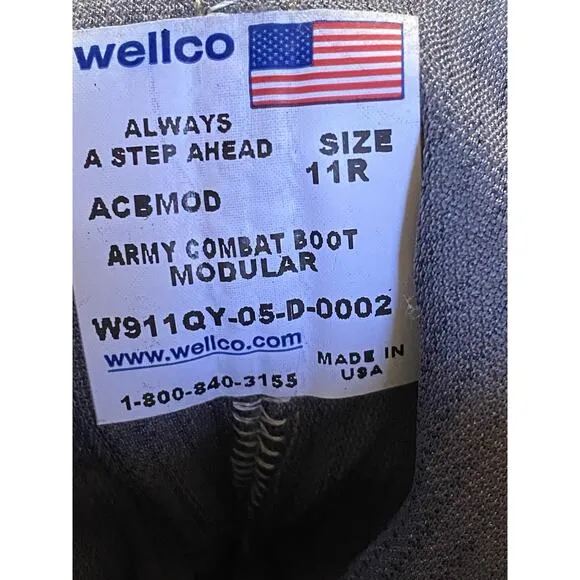 wellco
ALWAYS
A STEP AHEAD
SIZE
11R
ACBMOD
ARMY COMBAT BOOT
MODULAR
W911QY-05-D-0002
www.wellco.com
MADE IN
USA
1-800-840-3155